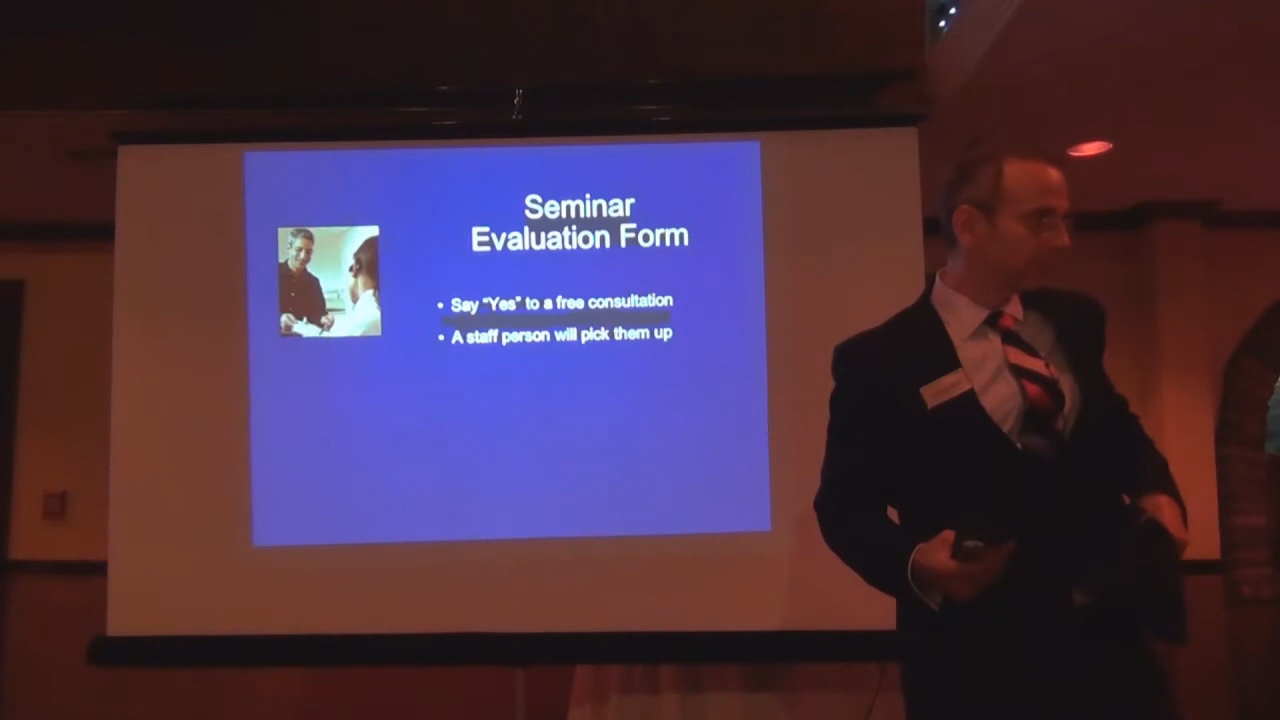 Seminar
Evaluation Form
• Say “Yes” to a free consultation
• A staff person will pick them up